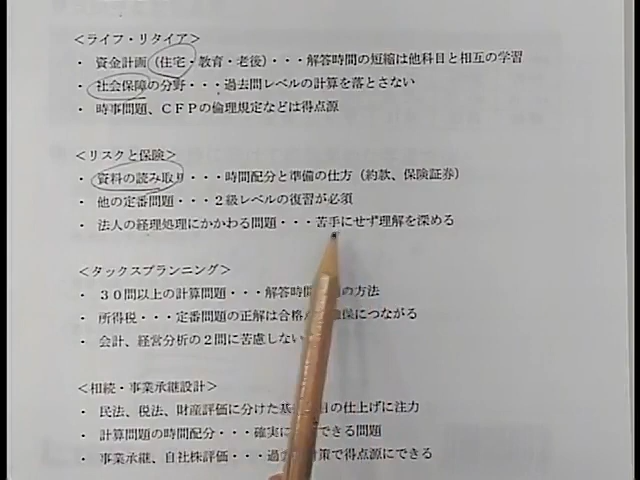 ＜ライフ・リタイア＞
・ 資金計画（住宅・教育・老後）・・・解答時間の短縮は他科目と相互の学習
・ 社会保障の分野・・・過去問レベルの計算を落とさない
・ 時事問題、ＣＦＰの倫理規定などは得点源
＜リスクと保険＞
・ 資料の読み取り・・・時間配分と準備の仕方（約款、保険証券）
・ 他の定番問題・・・２級レベルの復習が必須
・ 法人の経理処理にかかわる問題・・・苦手にせず理解を深める
＜タックスプランニング＞
・ ３０問以上の計算問題・・・解答時間 の方法
・ 所得税・・・定番問題の正解は合格 につながる
・ 会計、経営分析の２問に苦慮しない
＜相続・事業承継設計＞
・ 民法、税法、財産評価に分けた基 目の仕上げに注力
・ 計算問題の時間配分・・・確実に できる問題
・ 事業承継、自社株評価・・・過 対策で得点源にできる